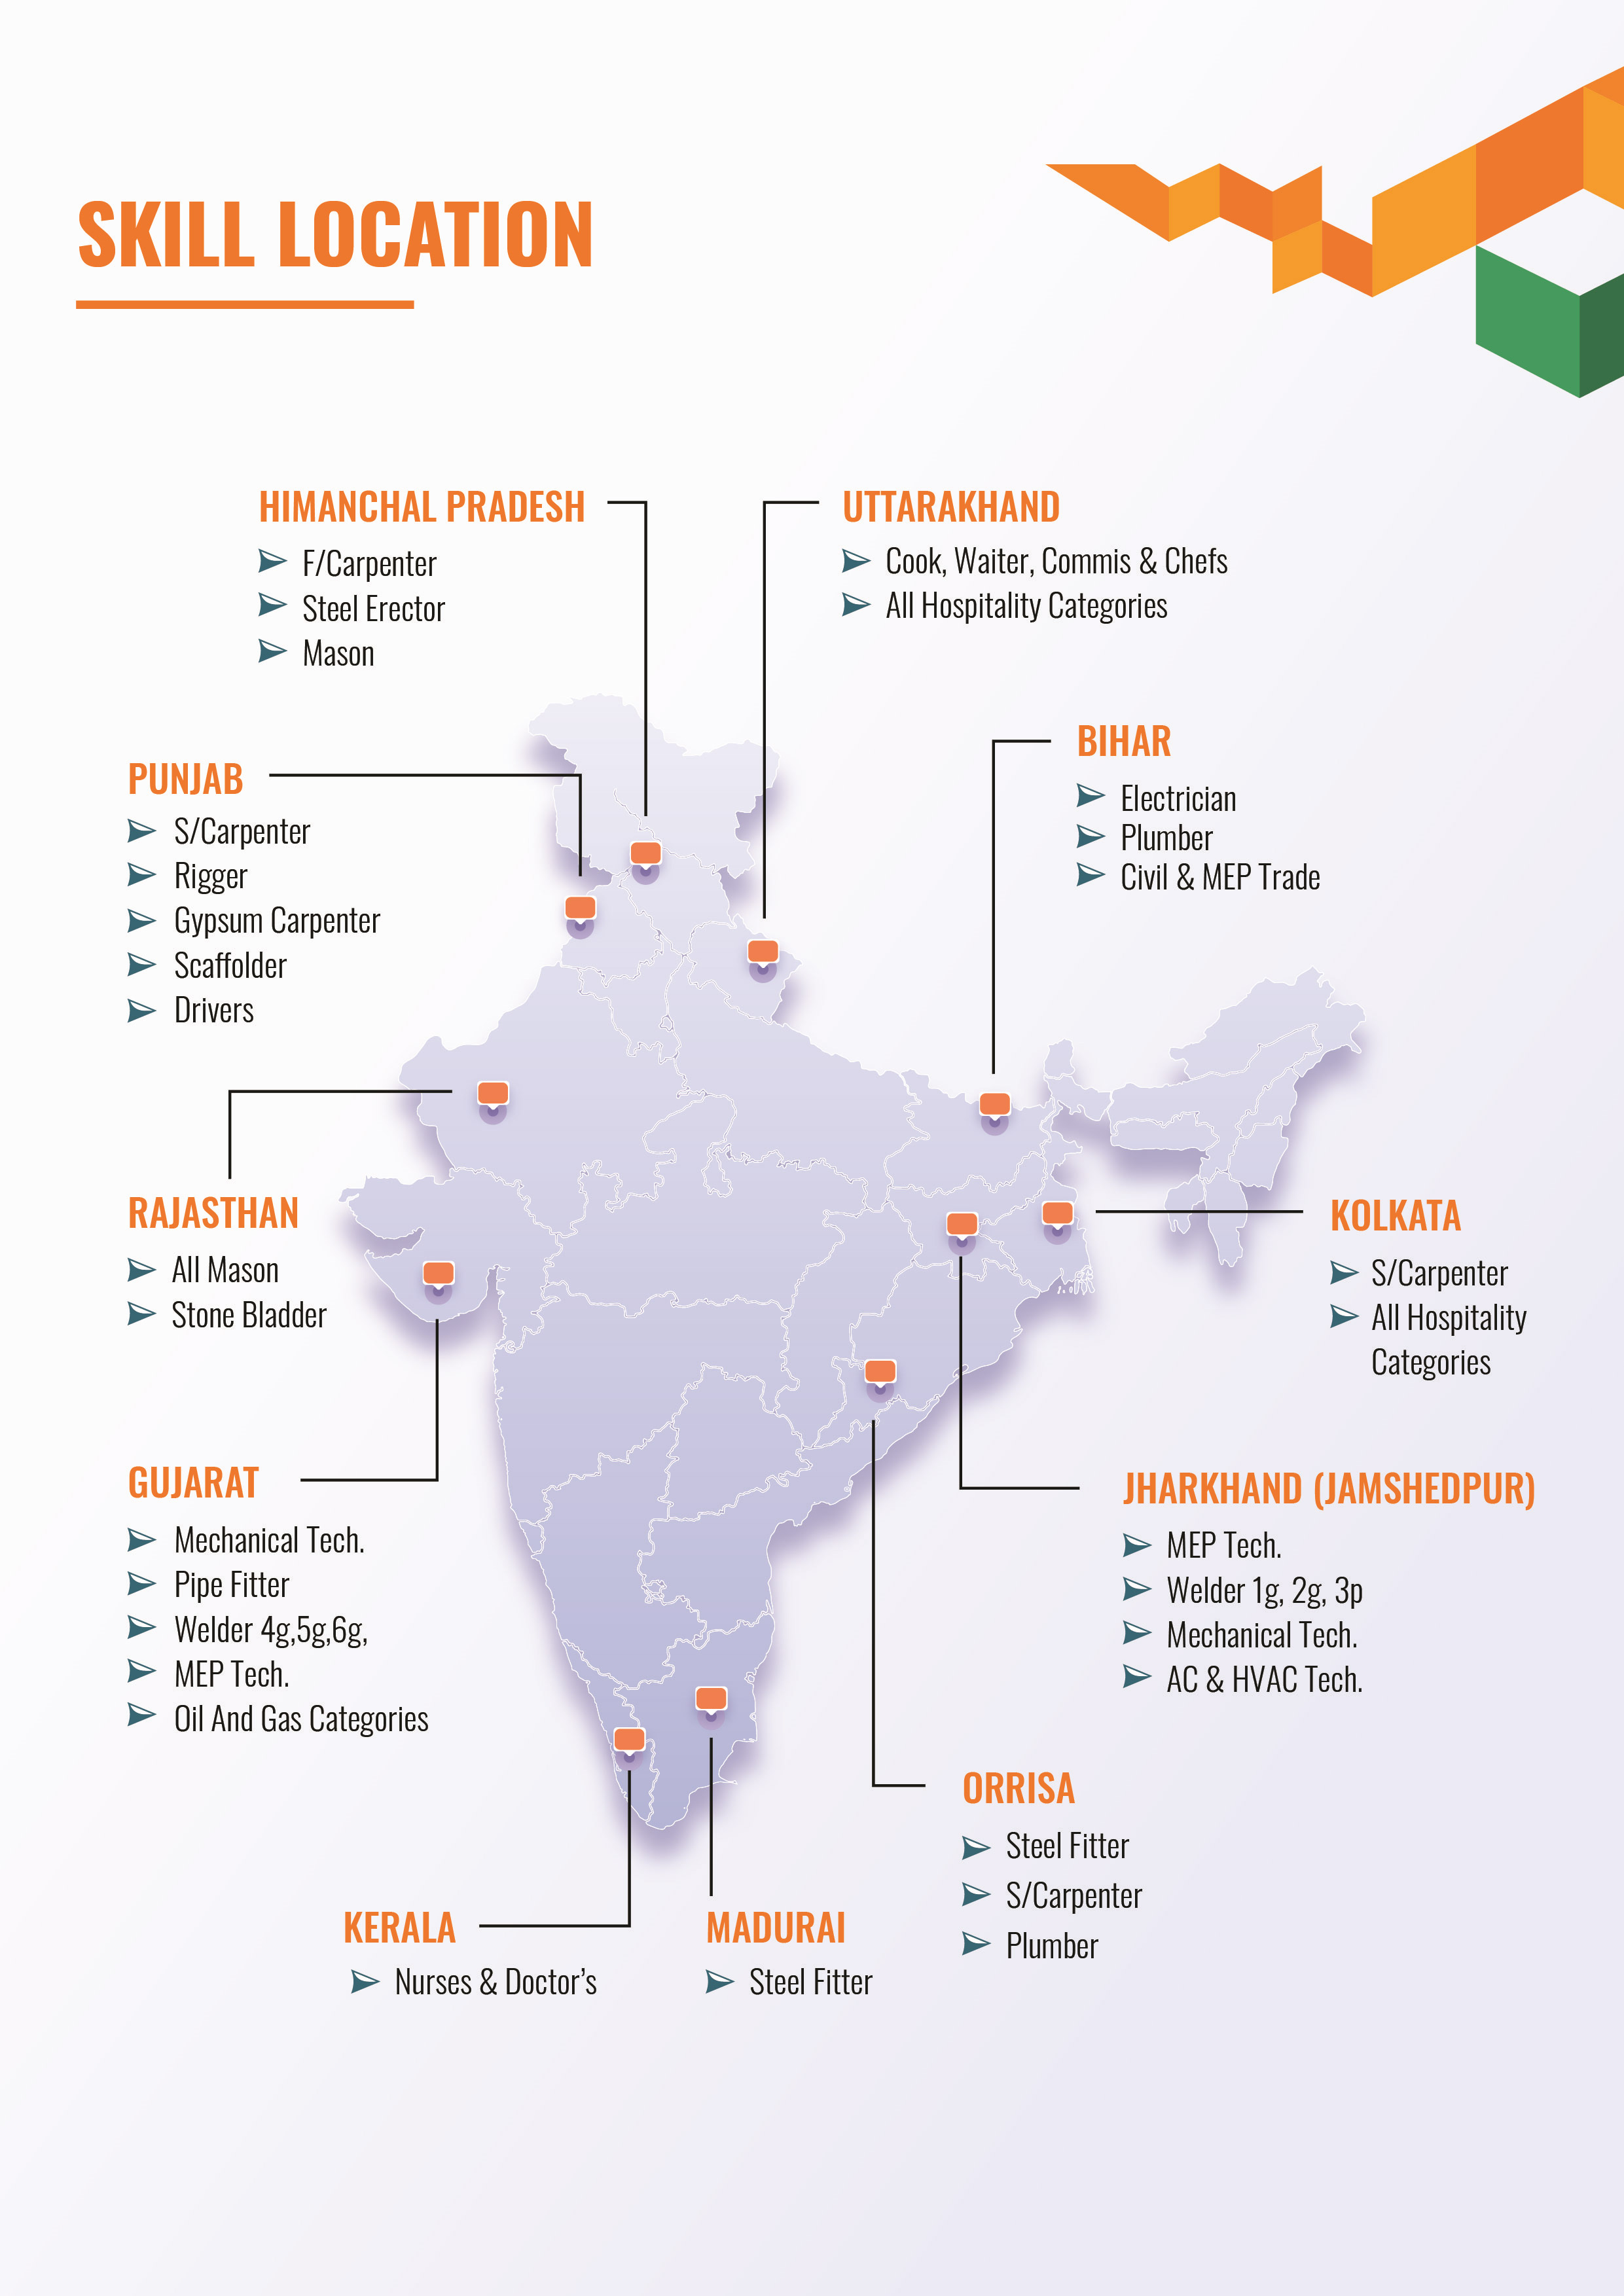 SKILL LOCATION
HIMANCHAL PRADESH
F/Carpenter
Steel Erector
Mason
UTTARAKHAND
Cook, Waiter, Commis & Chefs
All Hospitality Categories
PUNJAB
S/Carpenter
Rigger
Gypsum Carpenter
Scaffolder
Drivers
BIHAR
Electrician
Plumber
Civil & MEP Trade
RAJASTHAN
All Mason
Stone Bladder
KOLKATA
S/Carpenter
All Hospitality
Categories
GUJARAT
Mechanical Tech.
Pipe Fitter
Welder 4g,5g,6g,
MEP Tech.
Oil And Gas Categories
JHARKHAND (JAMSHEDPUR)
MEP Tech.
Welder 1g, 2g, 3p
Mechanical Tech.
AC & HVAC Tech.
ORRISA
Steel Fitter
S/Carpenter
Plumber
KERALA
Nurses & Doctor’s
MADURAI
Steel Fitter